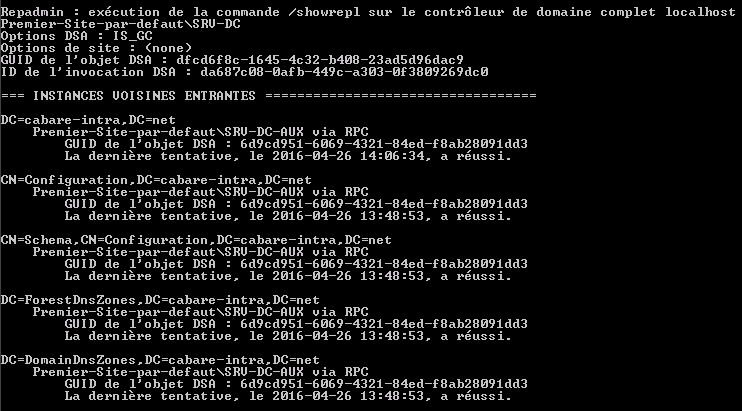 Repadmin : exécution de la commande /showrepl sur le contrôleur de domaine complet localhost
Premier-Site-par-defaut\SRV-DC
Options DSA : IS_GC
Options de site : (none)
GUID de l'objet DSA : dfcd6f8c-1645-4c32-b408-23ad5d96dac9
ID de l'invocation DSA : da687c08-0afb-449c-a303-0f3809269dc0
=== INSTANCES VOISINES ENTRANTES ==================================
DC=cabare-intra,DC=net
Premier-Site-par-defaut\SRV-DC-AUX via RPC
GUID de l'objet DSA : 6d9cd951-6069-4321-84ed-f8ab28091dd3
La dernière tentative, le 2016-04-26 14:06:34, a réussi.
CN=Configuration,DC=cabare-intra,DC=net
Premier-Site-par-defaut\SRV-DC-AUX via RPC
GUID de l'objet DSA : 6d9cd951-6069-4321-84ed-f8ab28091dd3
La dernière tentative, le 2016-04-26 13:48:53, a réussi.
CN=Schema,CN=Configuration,DC=cabare-intra,DC=net
Premier-Site-par-defaut\SRV-DC-AUX via RPC
GUID de l'objet DSA : 6d9cd951-6069-4321-84ed-f8ab28091dd3
La dernière tentative, le 2016-04-26 13:48:53, a réussi.
DC=ForestDnsZones,DC=cabare-intra,DC=net
Premier-Site-par-defaut\SRV-DC-AUX via RPC
GUID de l'objet DSA : 6d9cd951-6069-4321-84ed-f8ab28091dd3
La dernière tentative, le 2016-04-26 13:48:53, a réussi.
DC=DomainDnsZones,DC=cabare-intra,DC=net
Premier-Site-par-defaut\SRV-DC-AUX via RPC
GUID de l'objet DSA : 6d9cd951-6069-4321-84ed-f8ab28091dd3
La dernière tentative, le 2016-04-26 13:48:53, a réussi.